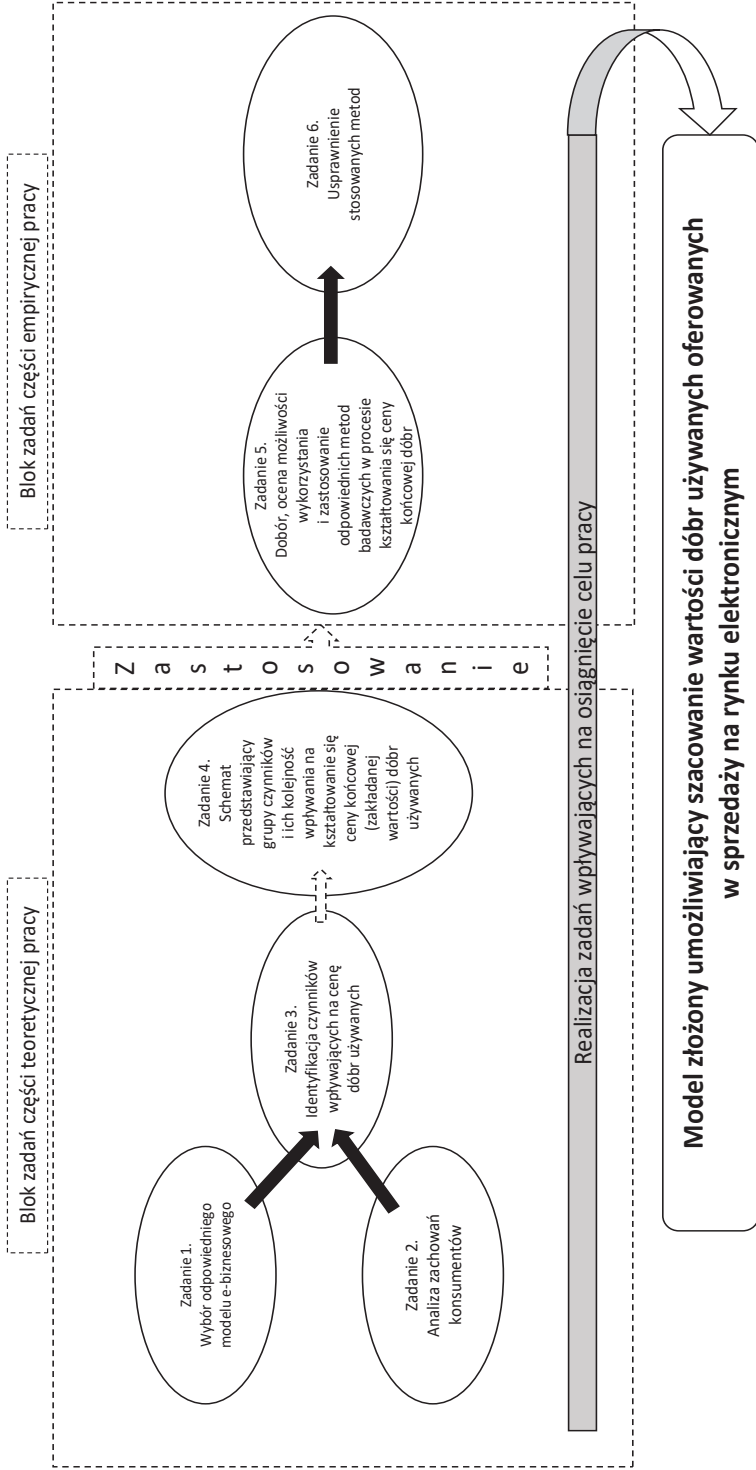 Blok zadań części teoretycznej pracy
Zadanie 1.
Wybór odpowiedniego
modelu e-biznesowego
Zadanie 2.
Analiza zachowań
konsumentów
Zadanie 3.
Identyfikacja czynników
wpływających na cenę
dóbr używanych
Zadanie 4.
Schemat
przedstawiający
grupy czynników
i ich kolejność
wpływania na
kształtowanie się
ceny końcowej
(zakładanej
wartości) dóbr
używanych
Zastosowanie
Blok zadań części empirycznej pracy
Zadanie 5.
Dobór, ocena możliwości
wykorzystania
i zastosowanie
odpowiednich metod
badawczych w procesie
kształtowania się ceny
końcowej dóbr
Zadanie 6.
Usprawnienie
stosowanych metod
Realizacja zadań wpływających na osiągnięcie celu pracy
Model złożony umożliwiający szacowanie wartości dóbr używanych oferowanych
w sprzedaży na rynku elektronicznym